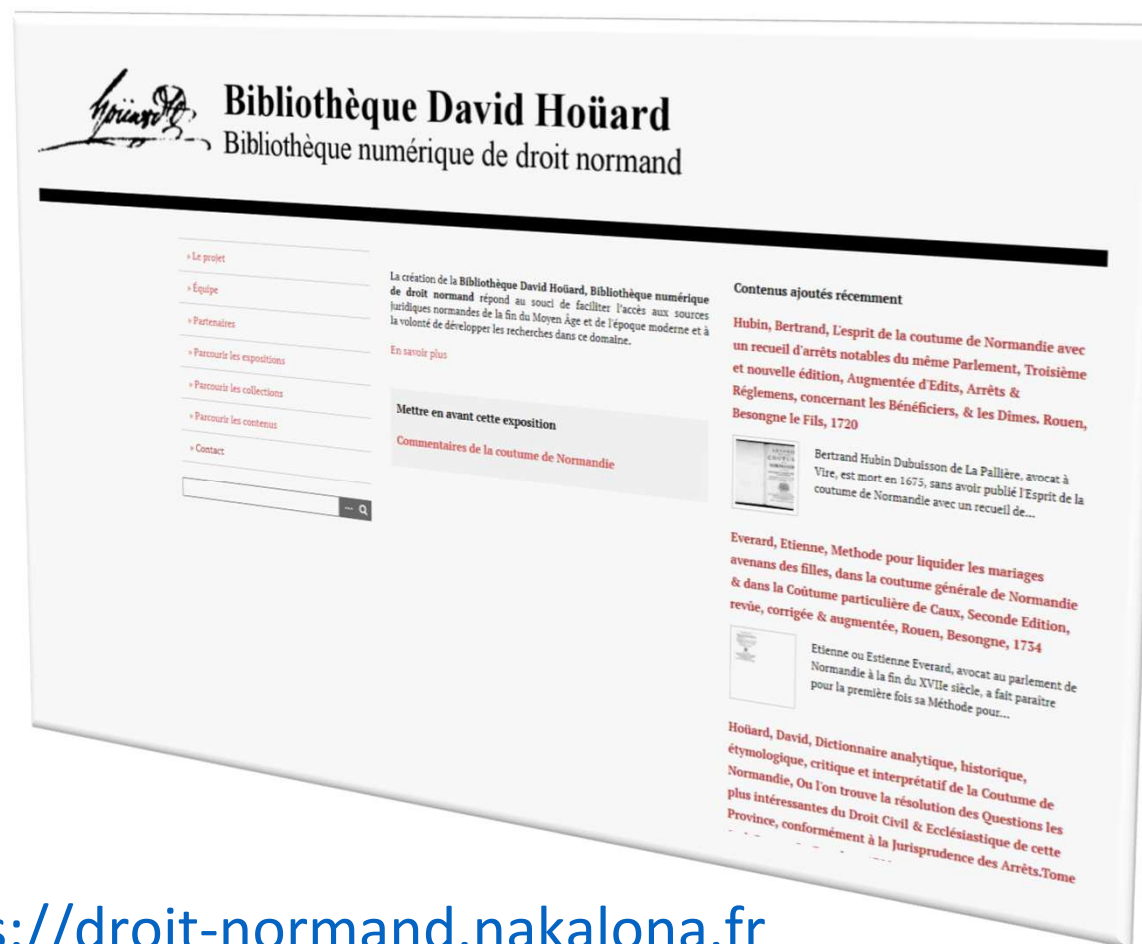 hoüard
Bibliothèque David Hoüard
Bibliothèque numérique de droit normand
» Le projet
» Équipe
» Partenaires
» Parcourir les expositions
» Parcourir les collections
» Parcourir les contenus
» Contact
La création de la Bibliothèque David Hoüard, Bibliothèque numérique
de droit normand répond au souci de faciliter l'accès aux sources
juridiques normandes de la fin du Moyen Âge et de l'époque moderne et à
la volonté de développer les recherches dans ce domaine.
En savoir plus
Mettre en avant cette exposition
Commentaires de la coutume de Normandie
Contenus ajoutés récemment
Hubin, Bertrand, L'esprit de la coutume de Normandie avec
un recueil d'arrêts notables du même Parlement, Troisième
et nouvelle édition, Augmentée d'Edits, Arrêts &
Réglemens, concernant les Bénéficiers, & les Dîmes. Rouen,
Besongne le Fils, 1720
Bertrand Hubin Dubuisson de La Pallière, avocat à
Vire, est mort en 1675, sans avoir publié l'Esprit de la
coutume de Normandie avec un recueil de...
Everard, Etienne, Methode pour liquider les mariages
avenans des filles, dans la coutume générale de Normandie
& dans la Coûtume particulière de Caux, Seconde Edition,
revûe, corrigée & augmentée, Rouen, Besongne, 1734
Etienne ou Estienne Everard, avocat au parlement de
Normandie à la fin du XVIIe siècle, a fait paraître
pour la première fois sa Méthode pour...
Hoüard, David, Dictionnaire analytique, historique,
étymologique, critique et interprétatif de la Coutume de
Normandie, Ou l'on trouve la résolution des Questions les
plus intéressantes du Droit Civil & Ecclésiastique de cette
Province, conformément à la Jurisprudence des Arrêts.Tome
s://droit-normand.nakalona.fr